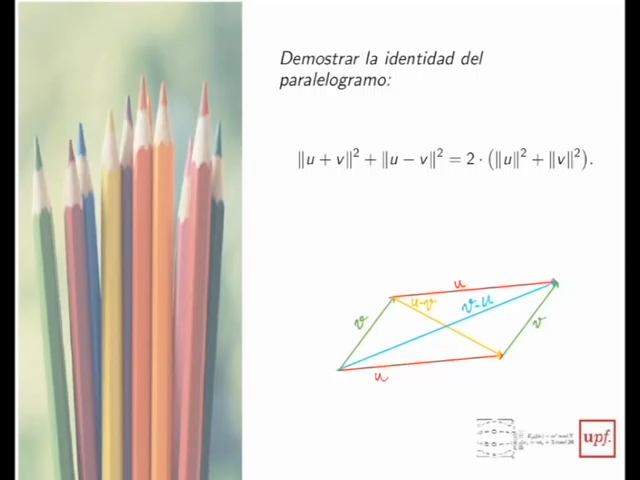 Demostrar la identidad del
paralelogramo:
‖u + v‖² + ‖u − v‖² = 2 · (‖u‖² + ‖v‖²).
u
u-v
v-u
v
v
u
upf.